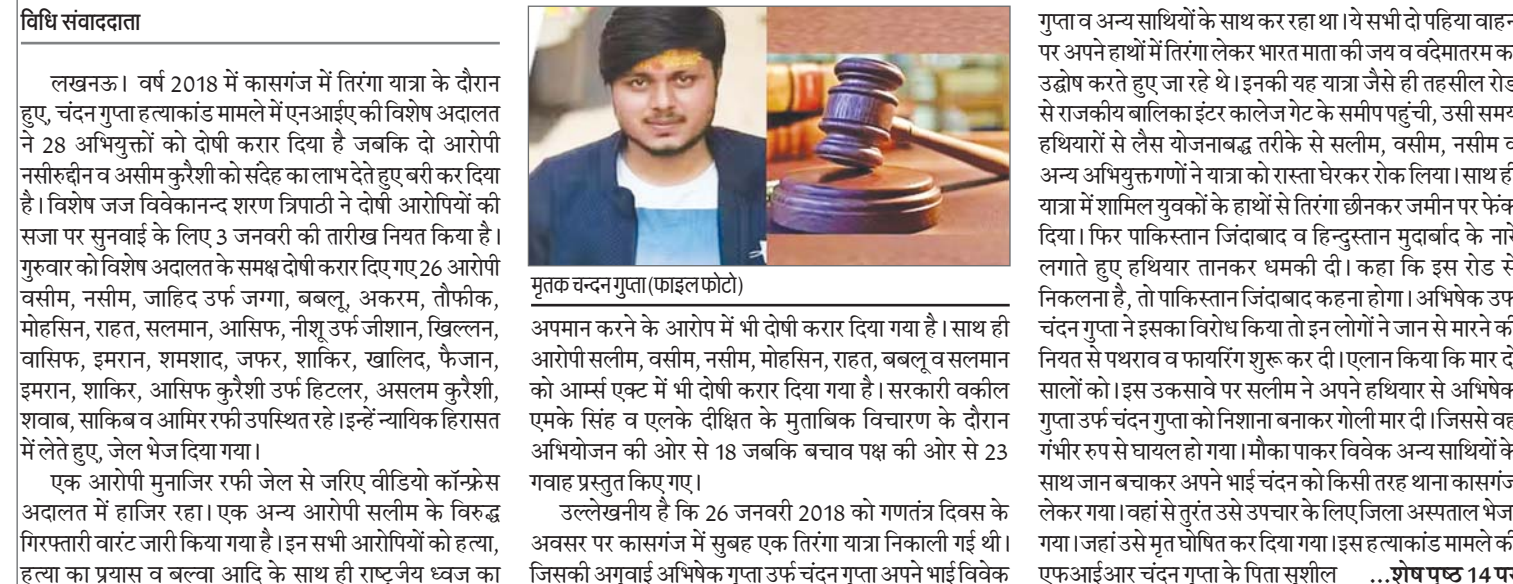 विधि संवाददाता
लखनऊ। वर्ष 2018 में कासगंज में तिरंगा यात्रा के दौरान
हुए, चंदन गुप्ता हत्याकांड मामले में एनआईए की विशेष अदालत
ने 28 अभियुक्तों को दोषी करार दिया है जबकि दो आरोपी
नसीरुद्दीन व असीम कुरैशी को संदेह का लाभ देते हुए बरी कर दिया
है। विशेष जज विवेकानन्द शरण त्रिपाठी ने दोषी आरोपियों की
सजा पर सुनवाई के लिए 3 जनवरी की तारीख नियत किया है।
गुरुवार को विशेष अदालत के समक्ष दोषी करार दिए गए 26 आरोपी
वसीम, नसीम, जाहिद उर्फ जग्गा, बबलू, अकरम, तौफीक,
मोहसिन, राहत, सलमान, आसिफ, नीशू उर्फ जीशान, खिल्लन,
वासिफ, इमरान, शमशाद, जफर, शाकिर, खालिद, फैजान,
इमरान, शाकिर, आसिफ कुरैशी उर्फ हिटलर, असलम कुरैशी,
शवाब, साकिब व आमिर रफी उपस्थित रहे। इन्हें न्यायिक हिरासत
में लेते हुए, जेल भेज दिया गया।
एक आरोपी मुनाजिर रफी जेल से जरिए वीडियो कॉन्फ्रेस
अदालत में हाजिर रहा। एक अन्य आरोपी सलीम के विरुद्ध
गिरफ्तारी वारंट जारी किया गया है। इन सभी आरोपियों को हत्या,
हत्या का प्रयास व बल्वा आदि के साथ ही राष्ट्रजीय ध्वज का
मृतक चन्दन गुप्ता (फाइल फोटो)
अपमान करने के आरोप में भी दोषी करार दिया गया है। साथ ही
आरोपी सलीम, वसीम, नसीम, मोहसिन, राहत, बबलू व सलमान
को आर्म्स एक्ट में भी दोषी करार दिया गया है। सरकारी वकील
एमके सिंह व एलके दीक्षित के मुताबिक विचारण के दौरान
अभियोजन की ओर से 18 जबकि बचाव पक्ष की ओर से 23
गवाह प्रस्तुत किए गए।
उल्लेखनीय है कि 26 जनवरी 2018 को गणतंत्र दिवस के
अवसर पर कासगंज में सुबह एक तिरंगा यात्रा निकाली गई थी।
जिसकी अगुवाई अभिषेक गुप्ता उर्फ चंदन गुप्ता अपने भाई विवेक
गुप्ता व अन्य साथियों के साथ कर रहा था। ये सभी दो पहिया वाहन
पर अपने हाथों में तिरंगा लेकर भारत माता की जय व वंदेमातरम का
उद्घोष करते हुए जा रहे थे। इनकी यह यात्रा जैसे ही तहसील रोड
से राजकीय बालिका इंटर कालेज गेट के समीप पहुंची, उसी समय
हथियारों से लैस योजनाबद्ध तरीके से सलीम, वसीम, नसीम व
अन्य अभियुक्तगणों ने यात्रा को रास्ता घेरकर रोक लिया। साथ ही
यात्रा में शामिल युवकों के हाथों से तिरंगा छीनकर जमीन पर फेंक
दिया। फिर पाकिस्तान जिंदाबाद व हिन्दुस्तान मुदार्बाद के नारे
लगाते हुए हथियार तानकर धमकी दी। कहा कि इस रोड से
निकलना है, तो पाकिस्तान जिंदाबाद कहना होगा। अभिषेक उर्फ
चंदन गुप्ता ने इसका विरोध किया तो इन लोगों ने जान से मारने की
नियत से पथराव व फायरिंग शुरू कर दी। एलान किया कि मार दो
सालों को। इस उकसावे पर सलीम ने अपने हथियार से अभिषेक
गुप्ता उर्फ चंदन गुप्ता को निशाना बनाकर गोली मार दी। जिससे वह
गंभीर रुप से घायल हो गया। मौका पाकर विवेक अन्य साथियों के
साथ जान बचाकर अपने भाई चंदन को किसी तरह थाना कासगंज
लेकर गया। वहां से तुरंत उसे उपचार के लिए जिला अस्पताल भेजा
गया। जहां उसे मृत घोषित कर दिया गया। इस हत्याकांड मामले की
एफआईआर चंदन गुप्ता के पिता सुशील ...शेष पृष्ठ 14 पर